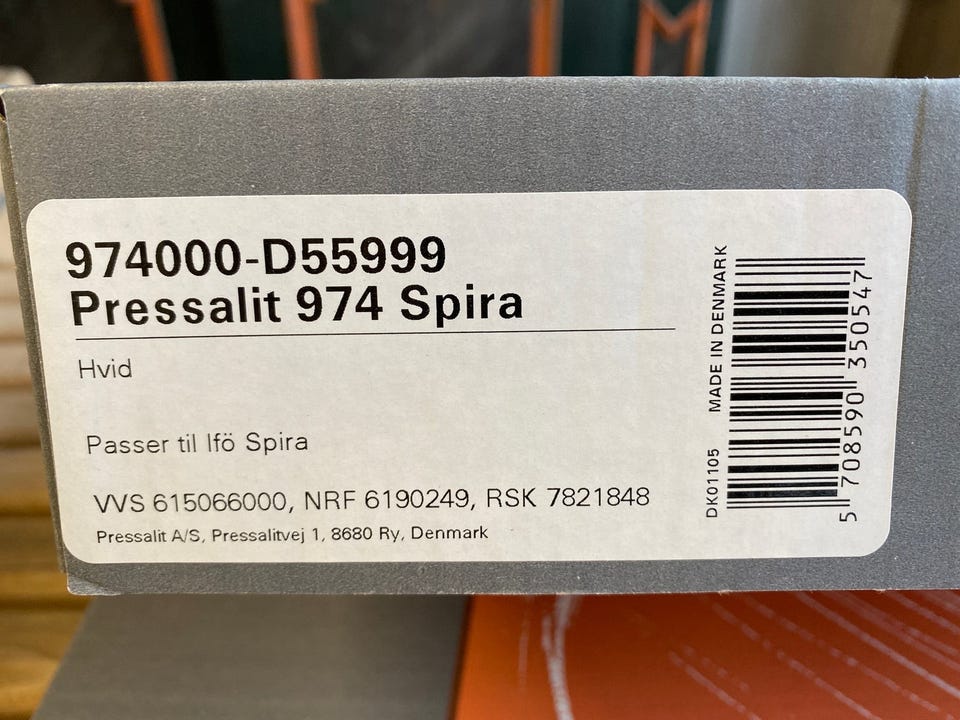 974000-D55999
Pressalit 974 Spira
Hvid
Passer til Ifö Spira
VVS 615066000, NRF 6190249, RSK 7821848
Pressalit A/S, Pressalitvej 1, 8680 Ry, Denmark
DK01105 MADE IN DENMARK
5 708590 350547